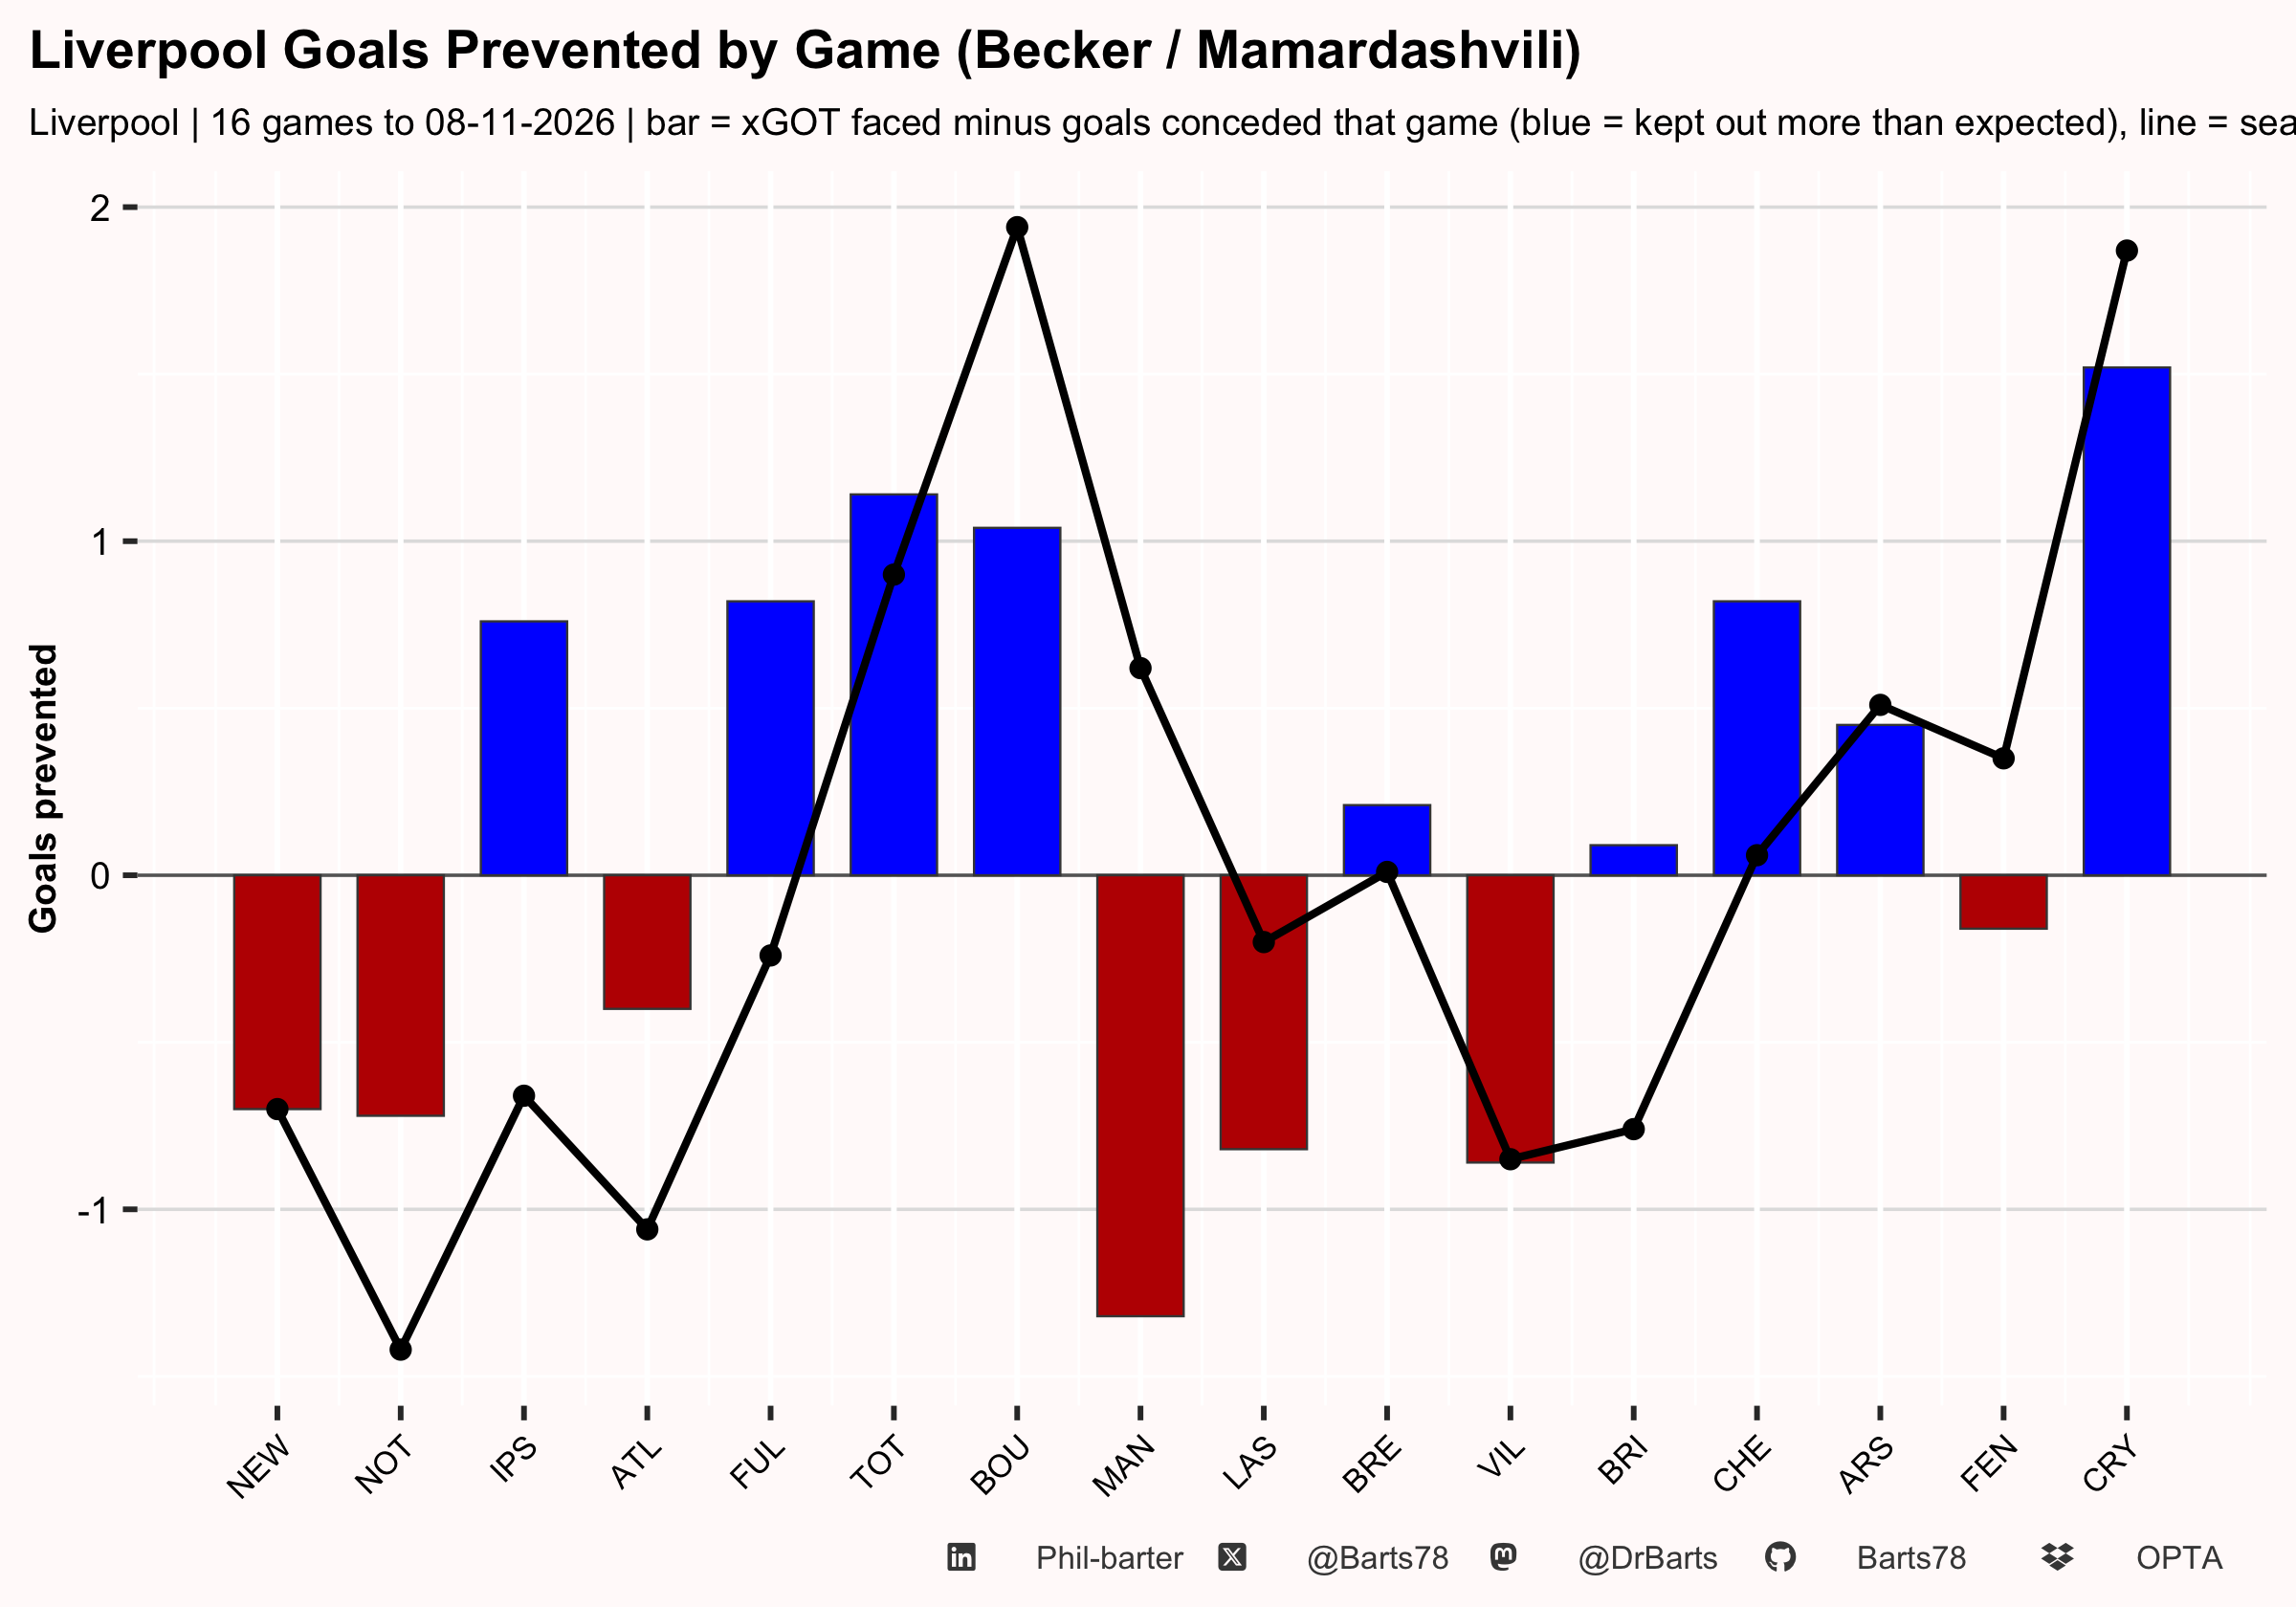 Liverpool Goals Prevented by Game (Becker / Mamardashvili)
Liverpool | 16 games to 08-11-2026 | bar = xGOT faced minus goals conceded that game (blue = kept out more than expected), line = sea
2
1
0
-1
Goals prevented
NEW NOT IPS ATL FUL TOT BOU MAN LAS BRE VIL BRI CHE ARS FEN CRY
Phil-barter @Barts78 @DrBarts Barts78 OPTA